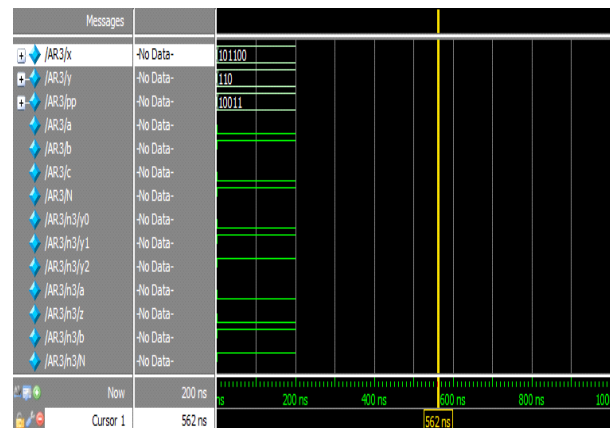 Messages
/AR3/x -No Data- 101100
/AR3/y -No Data- 110
/AR3/pp -No Data- 10011
/AR3/a -No Data-
/AR3/b -No Data-
/AR3/c -No Data-
/AR3/N -No Data-
/AR3/n3/y0 -No Data-
/AR3/n3/y1 -No Data-
/AR3/n3/y2 -No Data-
/AR3/n3/a -No Data-
/AR3/n3/z -No Data-
/AR3/n3/b -No Data-
/AR3/n3/N -No Data-
Now 200 ns ns 200 ns 400 ns 600 ns 800 ns 100
Cursor 1 562 ns 562 ns